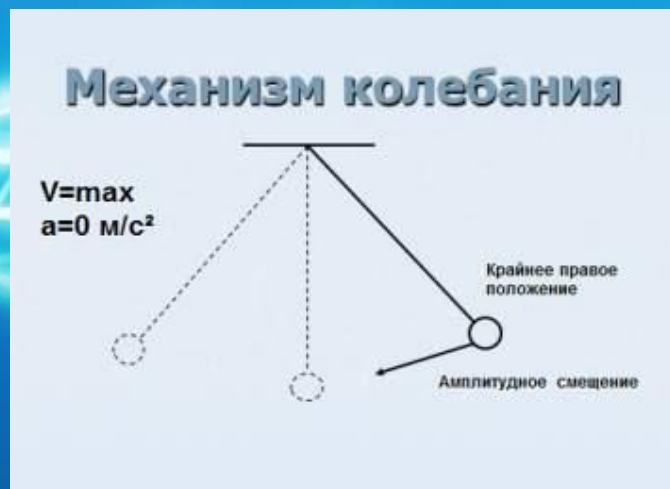 Механизм колебания
V=max
a=0 м/с²
Крайнее правое
положение
Амплитудное смещение